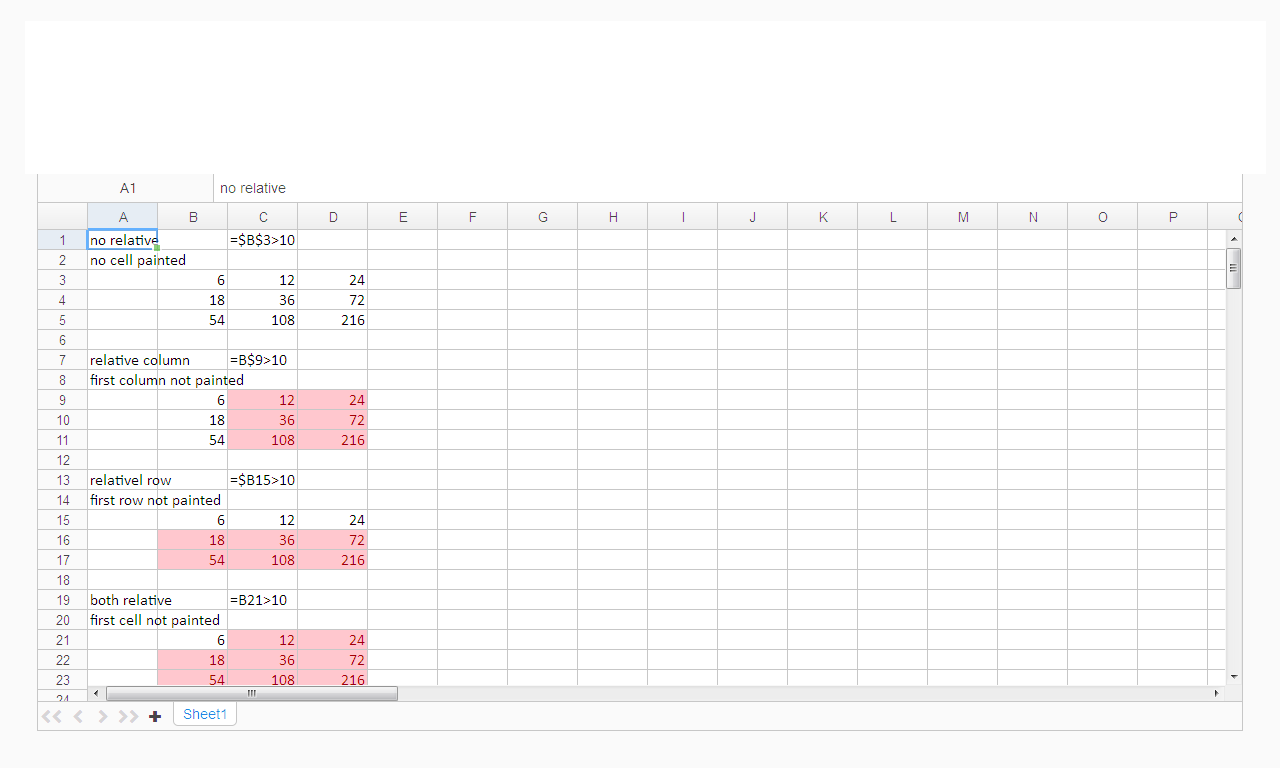 A1 no relative
A B C D E F G H I J K L M N O P
1 no relative =$B$3>10
2 no cell painted
3 6 12 24
4 18 36 72
5 54 108 216
6
7 relative column =B$9>10
8 first column not painted
9 6 12 24
10 18 36 72
11 54 108 216
12
13 relativel row =$B15>10
14 first row not painted
15 6 12 24
16 18 36 72
17 54 108 216
18
19 both relative =B21>10
20 first cell not painted
21 6 12 24
22 18 36 72
23 54 108 216
24
Sheet1